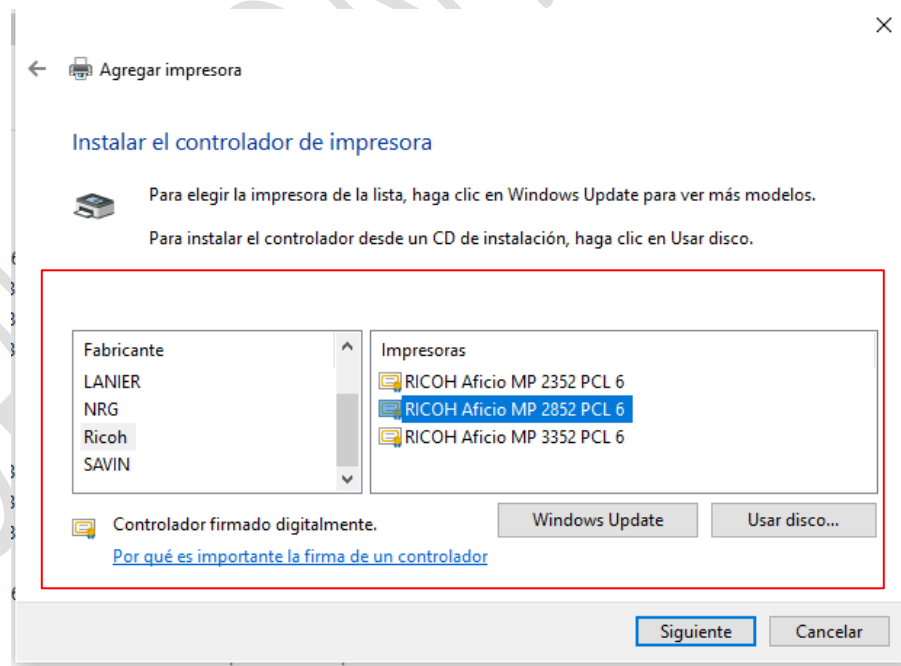 Agregar impresora
Instalar el controlador de impresora
Para elegir la impresora de la lista, haga clic en Windows Update para ver más modelos.
Para instalar el controlador desde un CD de instalación, haga clic en Usar disco.
Fabricante
LANIER
NRG
Ricoh
SAVIN
Impresoras
RICOH Aficio MP 2352 PCL 6
RICOH Aficio MP 2852 PCL 6
RICOH Aficio MP 3352 PCL 6
Controlador firmado digitalmente.
Por qué es importante la firma de un controlador
Windows Update
Usar disco...
Siguiente
Cancelar